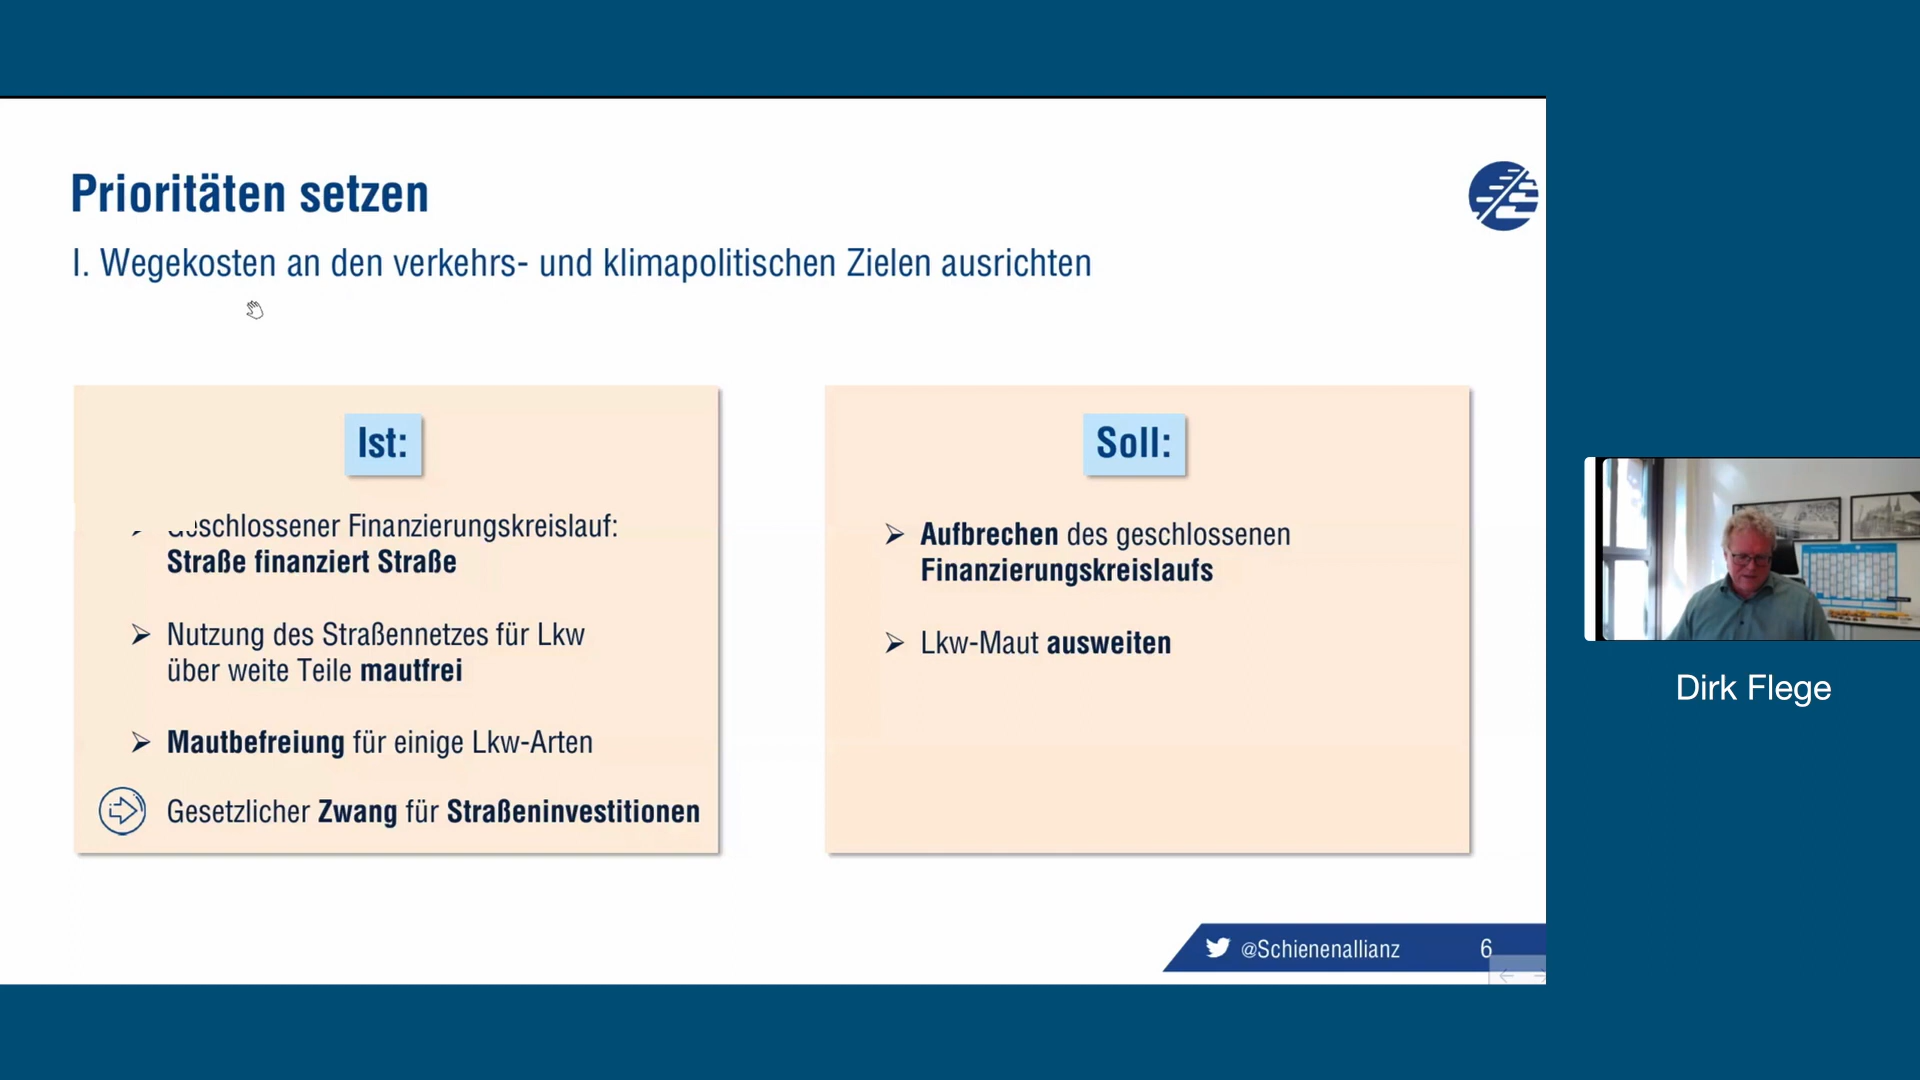 Prioritäten setzen
I. Wegekosten an den verkehrs- und klimapolitischen Zielen ausrichten
Ist:
Geschlossener Finanzierungskreislauf:
Straße finanziert Straße
Nutzung des Straßennetzes für Lkw
über weite Teile mautfrei
Mautbefreiung für einige Lkw-Arten
Gesetzlicher Zwang für Straßeninvestitionen
Soll:
Aufbrechen des geschlossenen
Finanzierungskreislaufs
Lkw-Maut ausweiten
@Schienenallianz 6
Dirk Flege